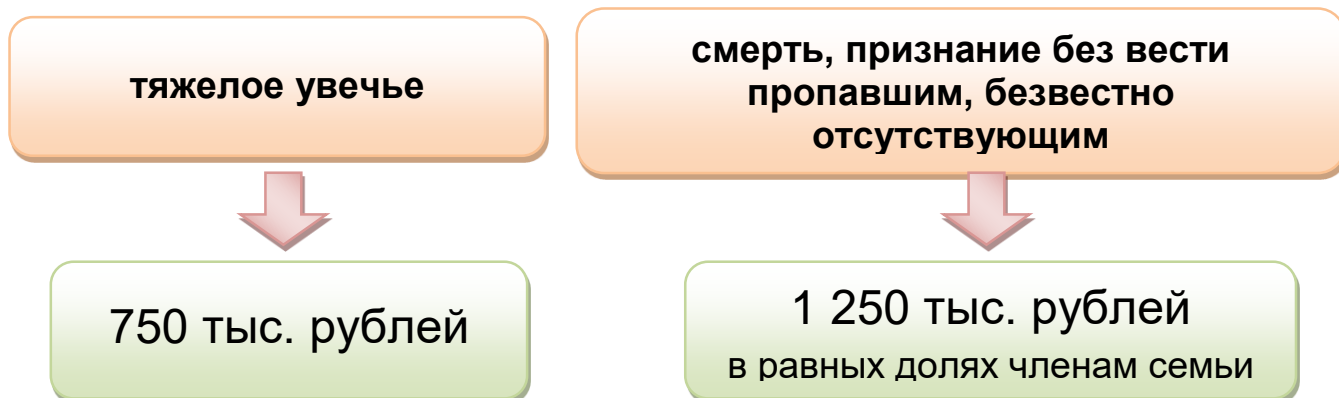 тяжелое увечье
смерть, признание без вести
пропавшим, безвестно
отсутствующим
750 тыс. рублей
1 250 тыс. рублей
в равных долях членам семьи